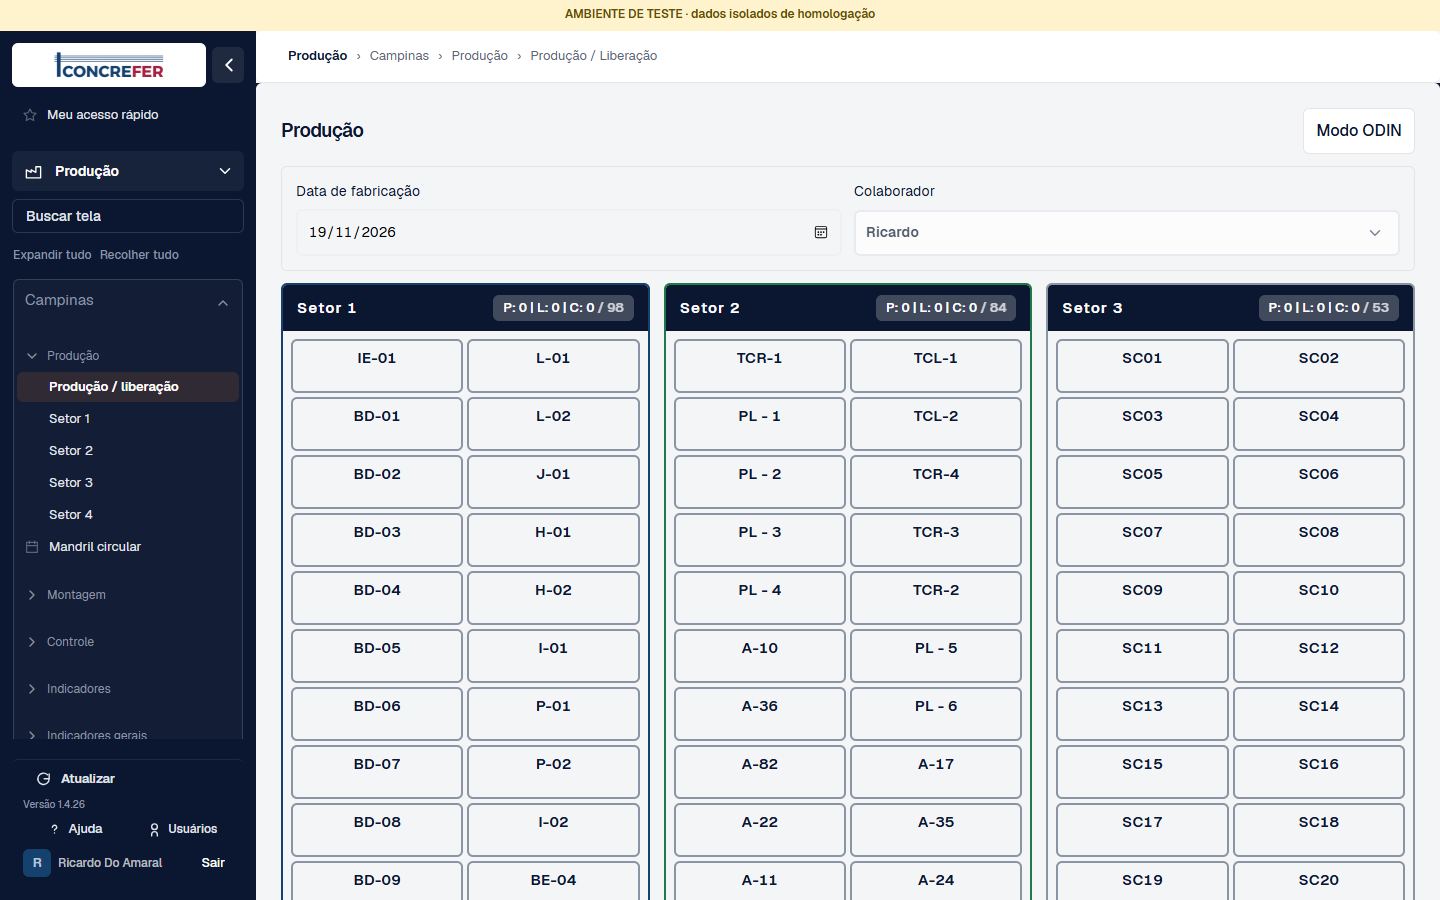 AMBIENTE DE TESTE · dados isolados de homologação
CONCREFER
Meu acesso rápido
Produção
Buscar tela
Expandir tudo Recolher tudo
Campinas
Produção
Produção / liberação
Setor 1
Setor 2
Setor 3
Setor 4
Mandril circular
Montagem
Controle
Indicadores
Indicadores gerais
Atualizar
Versão 1.4.26
? Ajuda Usuários
R Ricardo Do Amaral Sair
Produção › Campinas › Produção › Produção / Liberação
Produção Modo ODIN
Data de fabricação Colaborador
19/11/2026 Ricardo
Setor 1 P: 0 | L: 0 | C: 0 / 98
IE-01 L-01
BD-01 L-02
BD-02 J-01
BD-03 H-01
BD-04 H-02
BD-05 I-01
BD-06 P-01
BD-07 P-02
BD-08 I-02
BD-09 BE-04
Setor 2 P: 0 | L: 0 | C: 0 / 84
TCR-1 TCL-1
PL - 1 TCL-2
PL - 2 TCR-4
PL - 3 TCR-3
PL - 4 TCR-2
A-10 PL - 5
A-36 PL - 6
A-82 A-17
A-22 A-35
A-11 A-24
Setor 3 P: 0 | L: 0 | C: 0 / 53
SC01 SC02
SC03 SC04
SC05 SC06
SC07 SC08
SC09 SC10
SC11 SC12
SC13 SC14
SC15 SC16
SC17 SC18
SC19 SC20